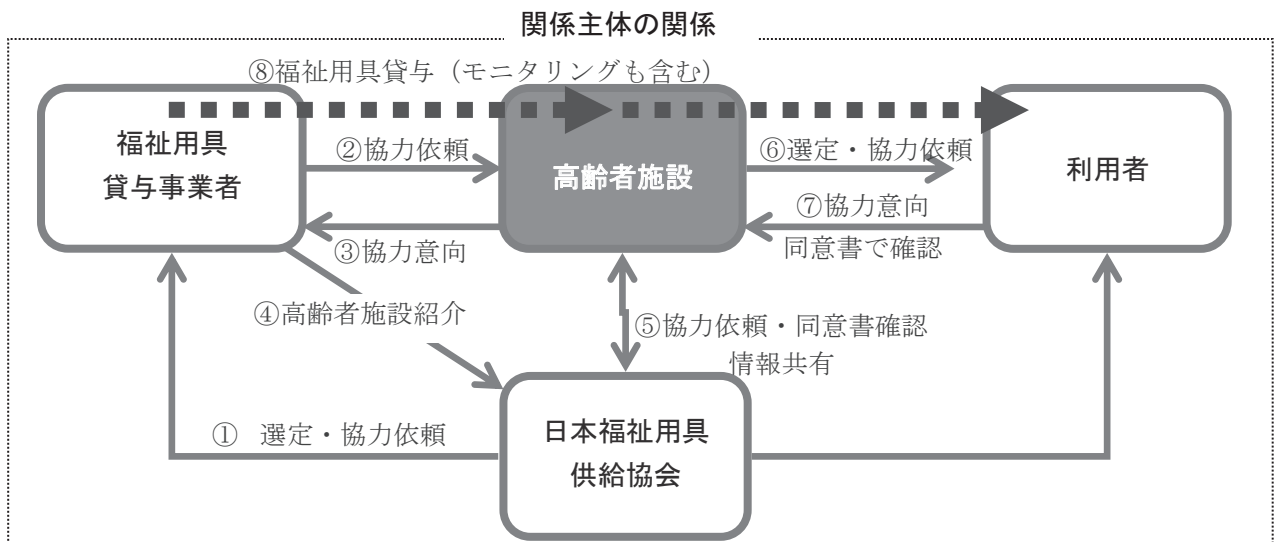 関係主体の関係
⑧福祉用具貸与（モニタリングも含む）
福祉用具
貸与事業者
②協力依頼
③協力意向
高齢者施設
⑥選定・協力依頼
⑦協力意向
同意書で確認
利用者
④高齢者施設紹介
⑤協力依頼・同意書確認
情報共有
① 選定・協力依頼
日本福祉用具
供給協会